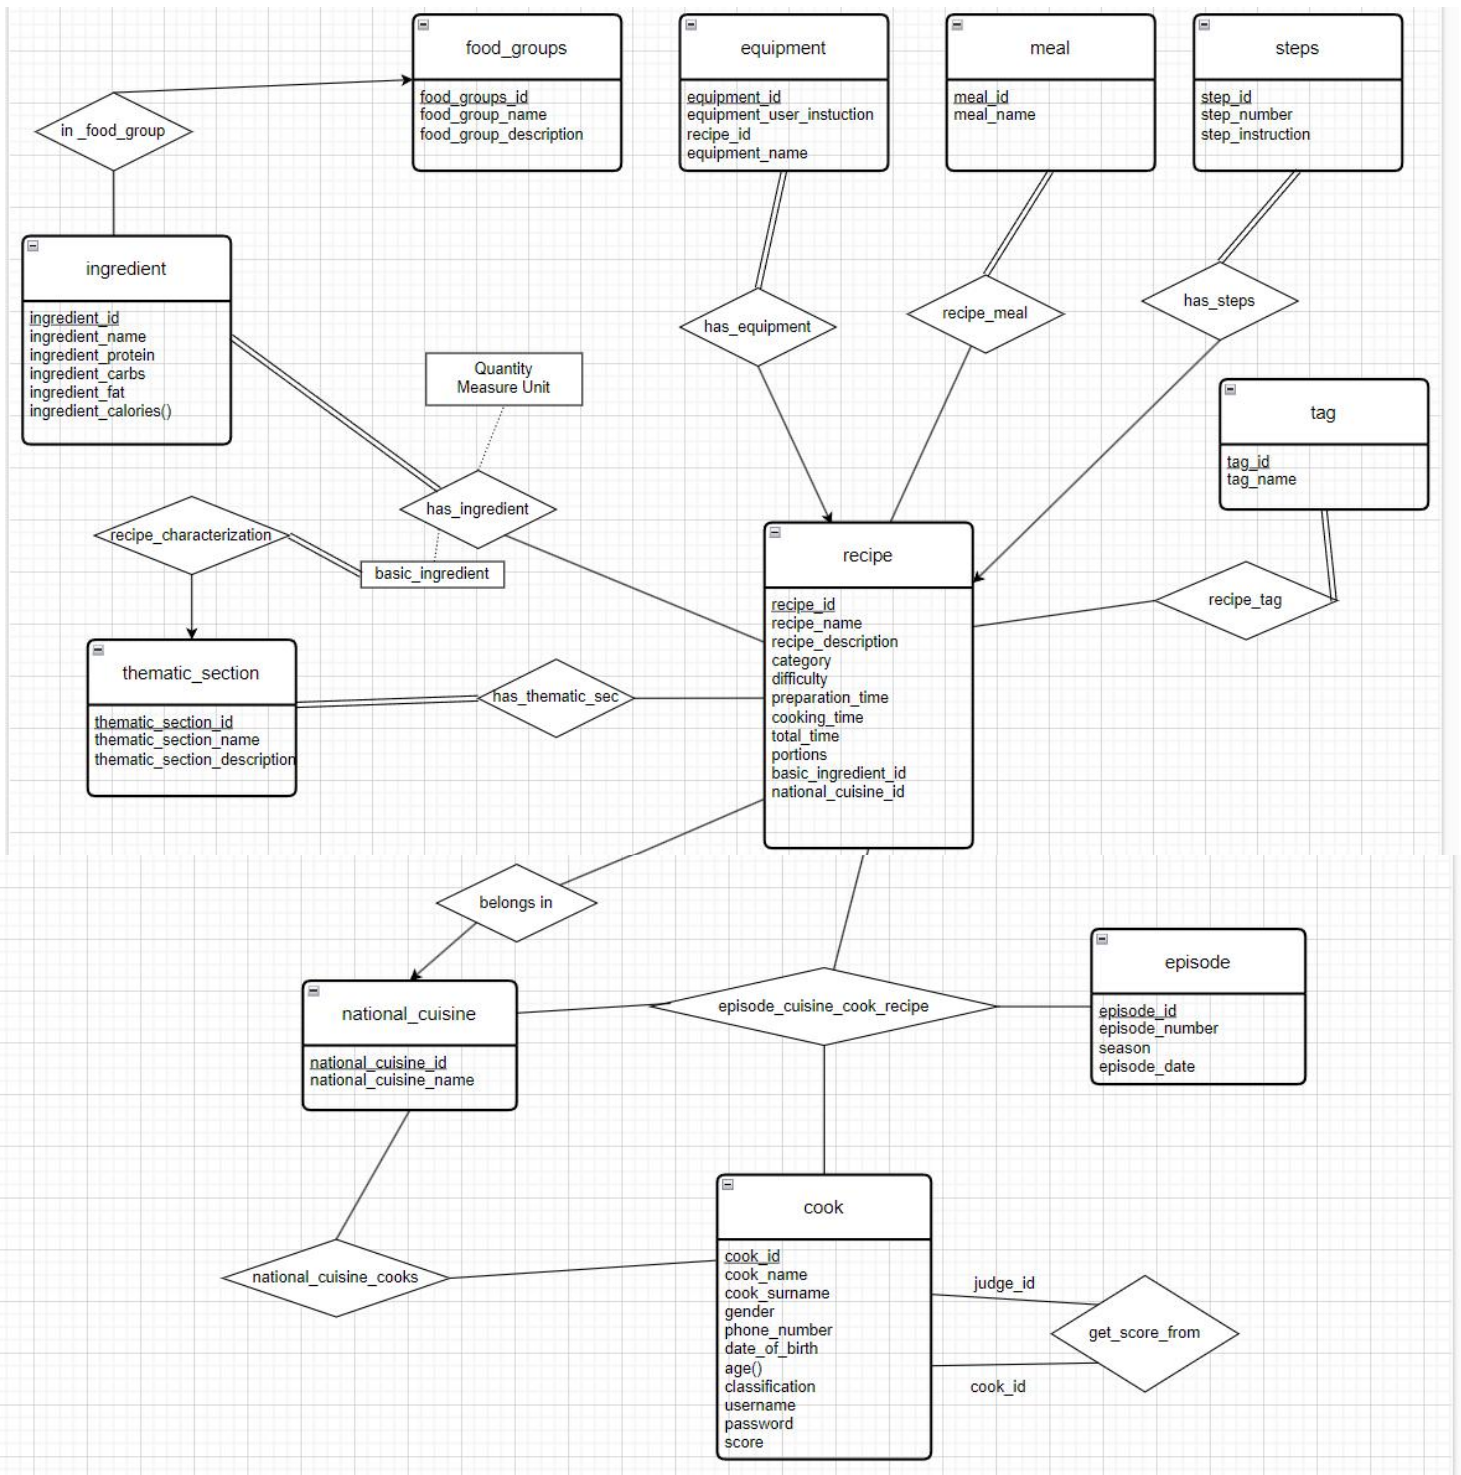 food_groups
food_groups_id
food_group_name
food_group_description
equipment
equipment_id
equipment_user_instuction
recipe_id
equipment_name
meal
meal_id
meal_name
steps
step_id
step_number
step_instruction
in _food_group
ingredient
ingredient_id
ingredient_name
ingredient_protein
ingredient_carbs
ingredient_fat
ingredient_calories()
has_equipment
recipe_meal
has_steps
Quantity
Measure Unit
tag
tag_id
tag_name
has_ingredient
recipe_characterization
basic_ingredient
recipe
recipe_id
recipe_name
recipe_description
category
difficulty
preparation_time
cooking_time
total_time
portions
basic_ingredient_id
national_cuisine_id
recipe_tag
thematic_section
thematic_section_id
thematic_section_name
thematic_section_description
has_thematic_sec
belongs in
national_cuisine
national_cuisine_id
national_cuisine_name
episode_cuisine_cook_recipe
episode
episode_id
episode_number
season
episode_date
national_cuisine_cooks
cook
cook_id
cook_name
cook_surname
gender
phone_number
date_of_birth
age()
classification
username
password
score
judge_id
get_score_from
cook_id